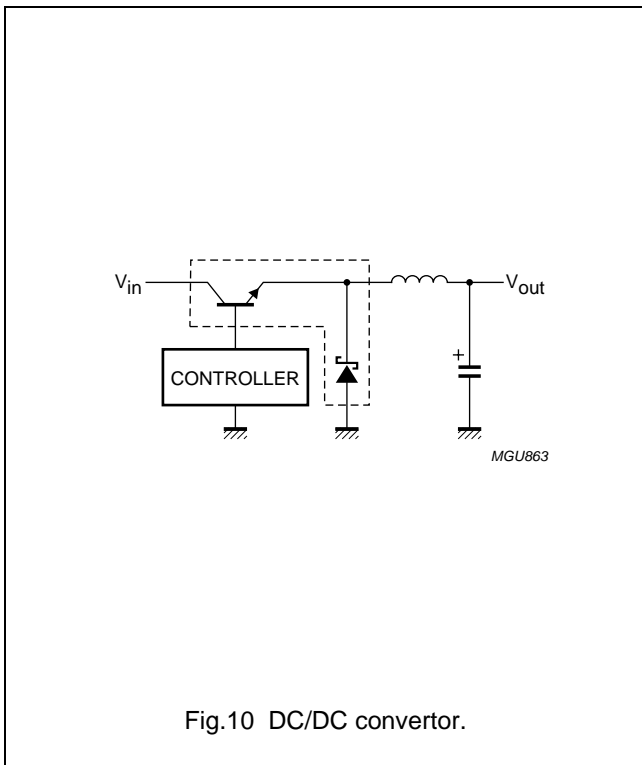 Vin
Vout
CONTROLLER
+
MGU863
Fig.10 DC/DC convertor.